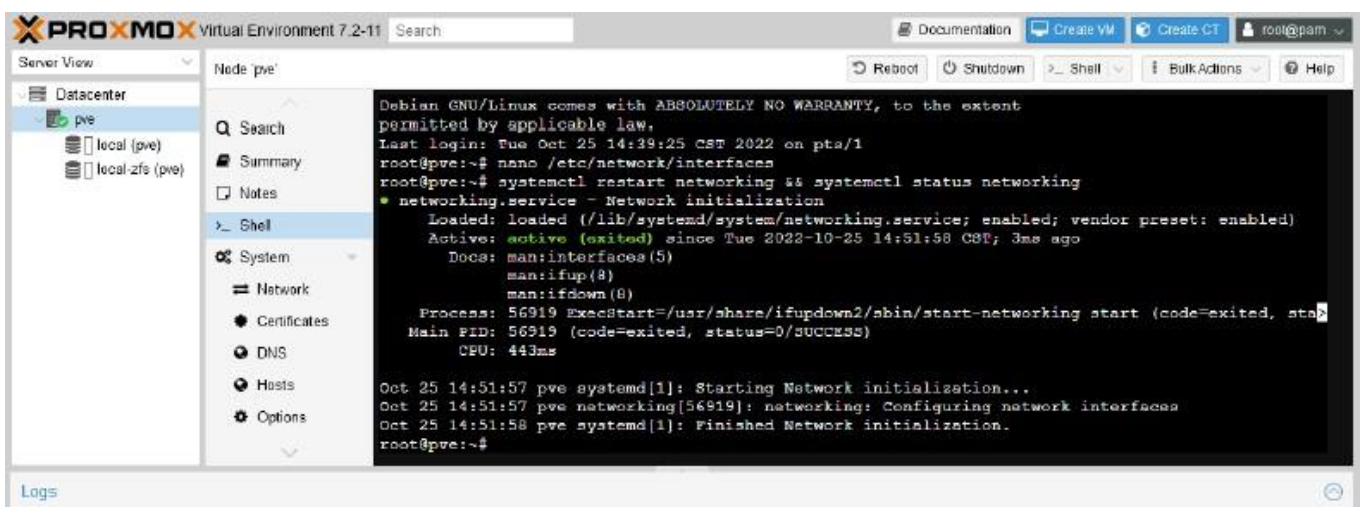 PROXMOX Virtual Environment 7.2-11 Search Documentation Create VM Create CT root@pam
Server View
Node 'pve' Reboot Shutdown >_ Shell Bulk Actions Help
Datacenter
pve
local (pve)
local-zfs (pve)
Search
Summary
Notes
>_ Shell
System
Network
Certificates
DNS
Hosts
Options
Debian GNU/Linux comes with ABSOLUTELY NO WARRANTY, to the extent
permitted by applicable law.
Last login: Tue Oct 25 14:39:25 CST 2022 on pts/1
root@pve:~# nano /etc/network/interfaces
root@pve:~# systemctl restart networking && systemctl status networking
● networking.service - Network initialization
Loaded: loaded (/lib/systemd/system/networking.service; enabled; vendor preset: enabled)
Active: active (exited) since Tue 2022-10-25 14:51:58 CST; 3ms ago
Docs: man:interfaces(5)
man:ifup(8)
man:ifdown(8)
Process: 56919 ExecStart=/usr/share/ifupdown2/sbin/start-networking start (code=exited, sta>
Main PID: 56919 (code=exited, status=0/SUCCESS)
CPU: 443ms
Oct 25 14:51:57 pve systemd[1]: Starting Network initialization...
Oct 25 14:51:57 pve networking[56919]: networking: Configuring network interfaces
Oct 25 14:51:58 pve systemd[1]: Finished Network initialization.
root@pve:~#
Logs